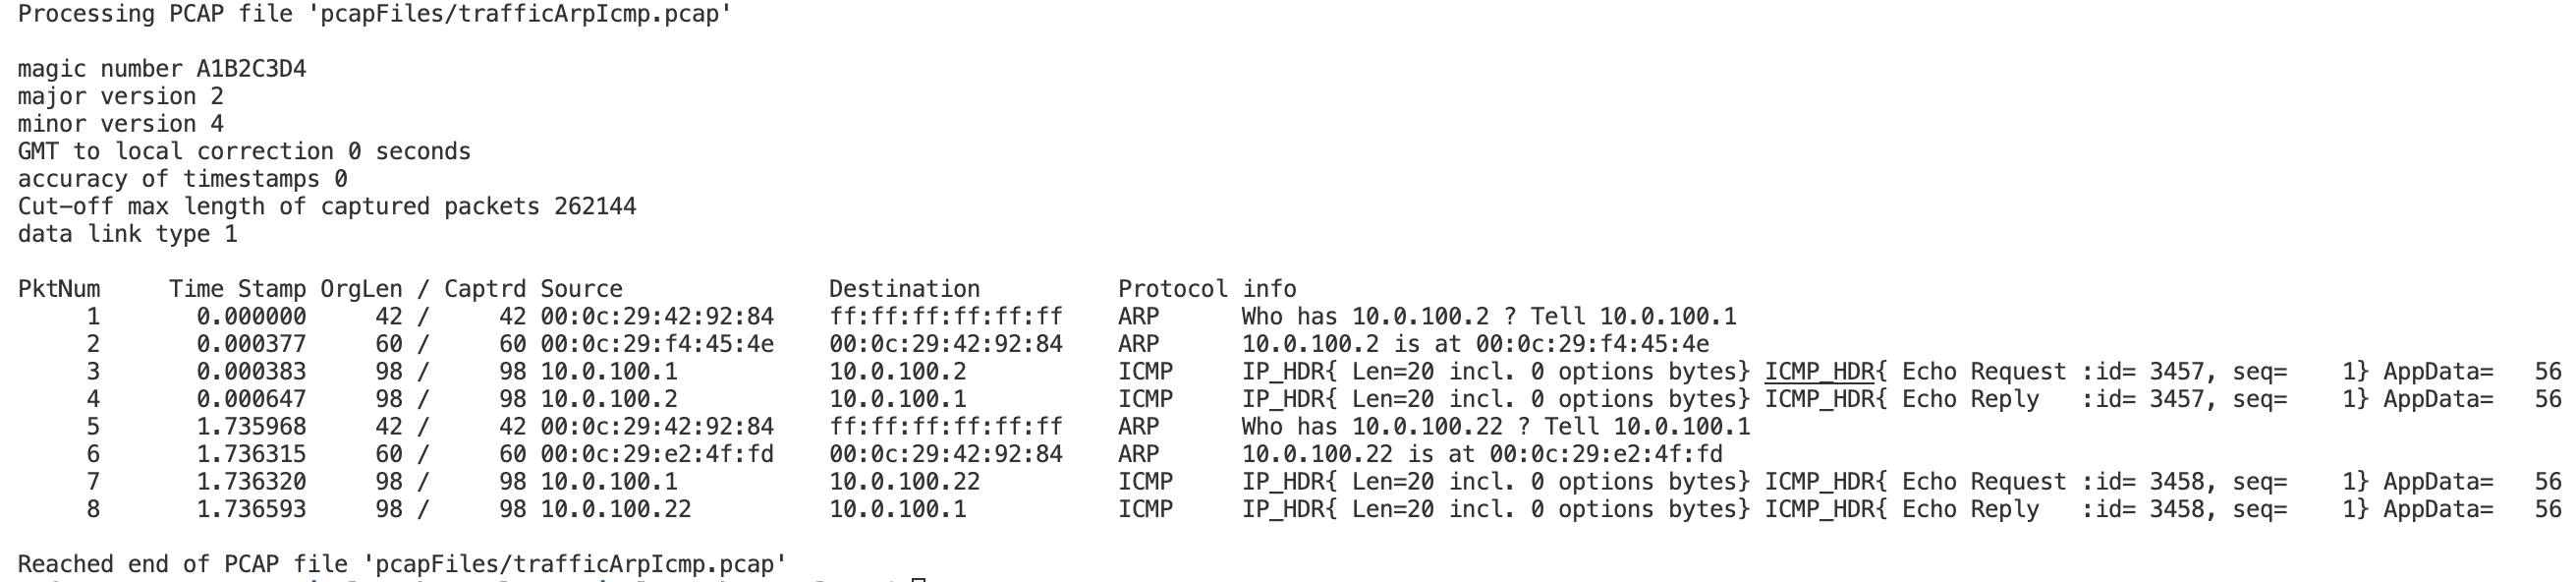 Processing PCAP file 'pcapFiles/trafficArpIcmp.pcap'
magic number A1B2C3D4
major version 2
minor version 4
GMT to local correction 0 seconds
accuracy of timestamps 0
Cut-off max length of captured packets 262144
data link type 1
PktNum     Time Stamp OrgLen / Captrd Source               Destination          Protocol info
     1       0.000000     42 /     42 00:0c:29:42:92:84    ff:ff:ff:ff:ff:ff    ARP      Who has 10.0.100.2 ? Tell 10.0.100.1
     2       0.000377     60 /     60 00:0c:29:f4:45:4e    00:0c:29:42:92:84    ARP      10.0.100.2 is at 00:0c:29:f4:45:4e
     3       0.000383     98 /     98 10.0.100.1           10.0.100.2           ICMP     IP_HDR{ Len=20 incl. 0 options bytes} ICMP_HDR{ Echo Request :id= 3457, seq=    1} AppData=   56
     4       0.000647     98 /     98 10.0.100.2           10.0.100.1           ICMP     IP_HDR{ Len=20 incl. 0 options bytes} ICMP_HDR{ Echo Reply   :id= 3457, seq=    1} AppData=   56
     5       1.735968     42 /     42 00:0c:29:42:92:84    ff:ff:ff:ff:ff:ff    ARP      Who has 10.0.100.22 ? Tell 10.0.100.1
     6       1.736315     60 /     60 00:0c:29:e2:4f:fd    00:0c:29:42:92:84    ARP      10.0.100.22 is at 00:0c:29:e2:4f:fd
     7       1.736320     98 /     98 10.0.100.1           10.0.100.22          ICMP     IP_HDR{ Len=20 incl. 0 options bytes} ICMP_HDR{ Echo Request :id= 3458, seq=    1} AppData=   56
     8       1.736593     98 /     98 10.0.100.22          10.0.100.1           ICMP     IP_HDR{ Len=20 incl. 0 options bytes} ICMP_HDR{ Echo Reply   :id= 3458, seq=    1} AppData=   56
Reached end of PCAP file 'pcapFiles/trafficArpIcmp.pcap'